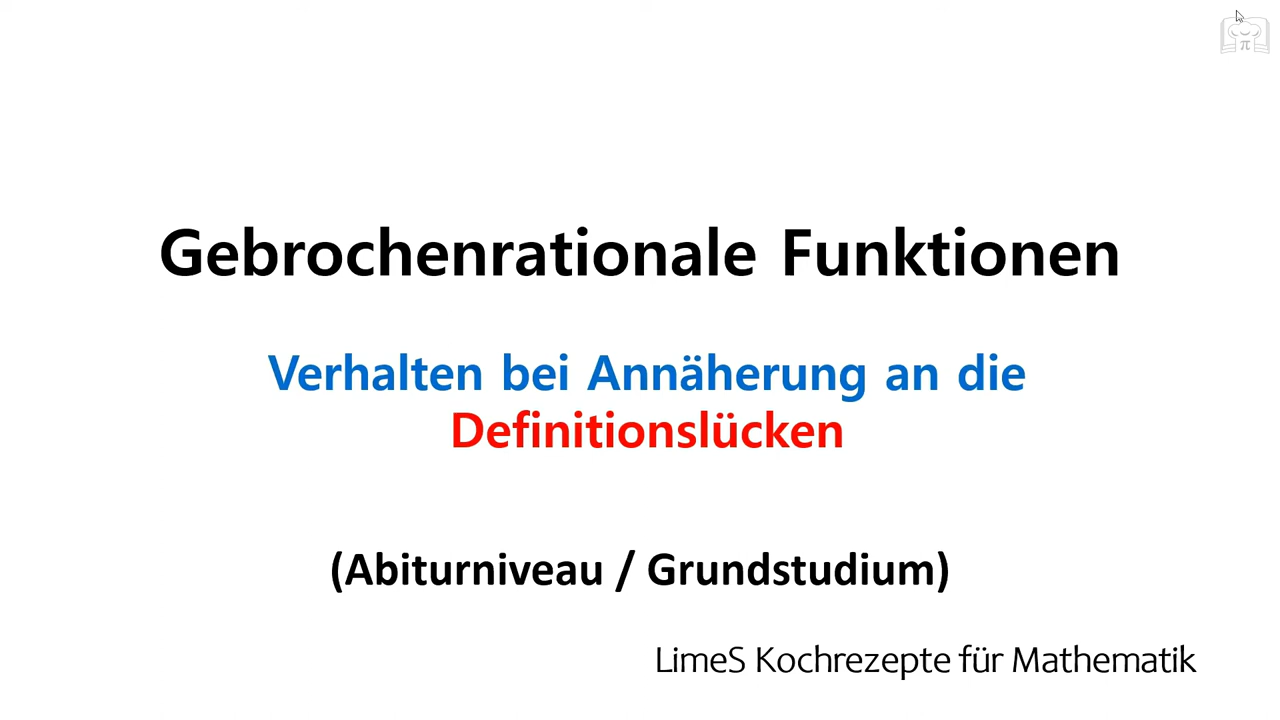 Gebrochenrationale Funktionen
Verhalten bei Annäherung an die
Definitionslücken
(Abiturniveau / Grundstudium)
LimeS Kochrezepte für Mathematik
π